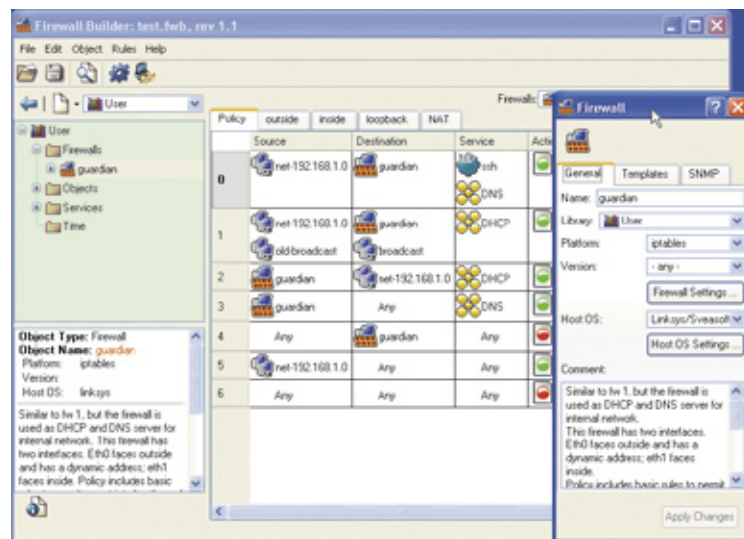 Firewall Builder: test.fwb, rev 1.1
File Edit Object Rules Help
User
User
Firewalls
guardian
Objects
Services
Time
Object Type: Firewall
Object Name: guardian
Platform: iptables
Version:
Host OS: linksys
Similar to fw 1, but the firewall is
used as DHCP and DNS server for
internal network. This firewall has
two interfaces. Eth0 faces outside
and has a dynamic address; eth1
faces inside. Policy includes basic
Firewalls:
Policy outside inside loopback NAT
Source Destination Service
0 net-192.168.1.0 guardian ssh
DNS
1 net-192.168.1.0 guardian DHCP
old-broadcast broadcast
2 guardian net-192.168.1.0 DHCP
3 guardian Any DNS
4 Any guardian Any
5 net-192.168.1.0 Any Any
6 Any Any Any
Firewall
General Templates SNMP
Name: guardian
Library: User
Platform: iptables
Version: - any -
Firewall Settings ...
Host OS: Linksys/Sveasoft
Host OS Settings ...
Comment:
Similar to fw 1, but the firewall is
used as DHCP and DNS server for
internal network.
This firewall has two interfaces.
Eth0 faces outside and has a
dynamic address; eth1 faces
inside.
Policy includes basic rules to permit
Apply Changes